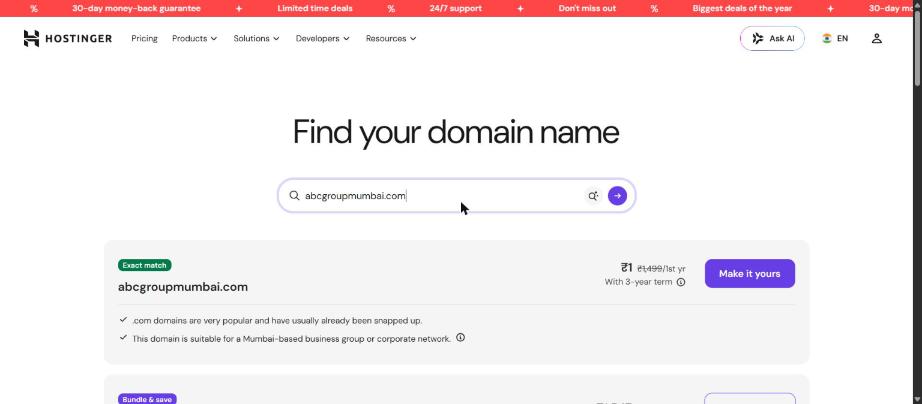 % 30-day money-back guarantee + Limited time deals % 24/7 support + Don't miss out % Biggest deals of the year + 30-day mo
HOSTINGER Pricing Products Solutions Developers Resources Ask AI EN
Find your domain name
abcgroupmumbai.com
Exact match
₹1 ₹1,499/1st yr
Make it yours
abcgroupmumbai.com
With 3-year term
.com domains are very popular and have usually already been snapped up.
This domain is suitable for a Mumbai-based business group or corporate network.
Bundle & save